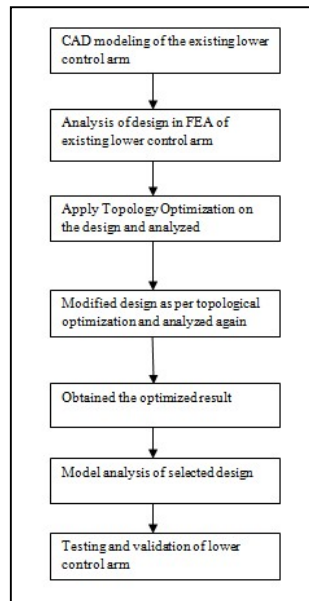 CAD modeling of the existing lower
control arm
Analysis of design in FEA of
existing lower control arm
Apply Topology Optimization on
the design and analyzed
Modified design as per topological
optimization and analyzed again
Obtained the optimized result
Model analysis of selected design
Testing and validation of lower
control arm